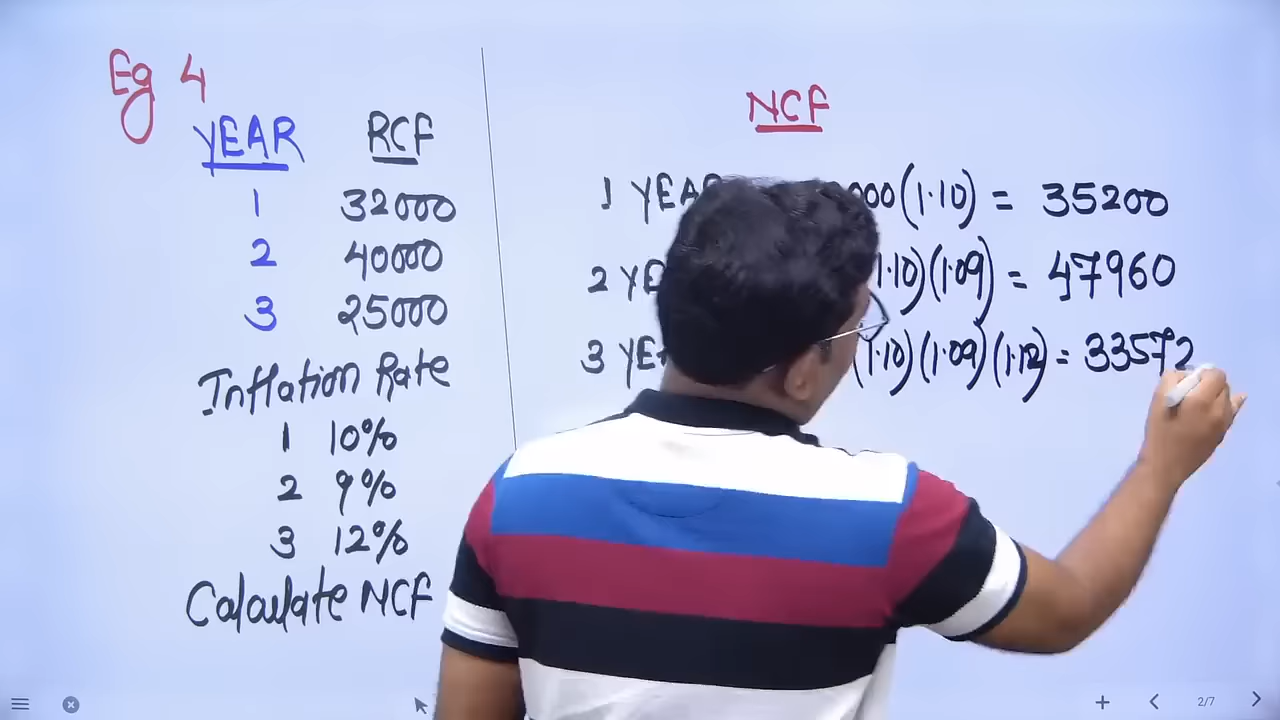 Eg 4
YEAR RCF
1 32000
2 40000
3 25000
Inflation Rate
1 10%
2 9%
3 12%
Calculate NCF
NCF
1 YEAR 000(1.10) = 35200
2 YE 1.10)(1.09) = 47960
3 YEA (1.10)(1.09)(1.12) = 33572
2/7